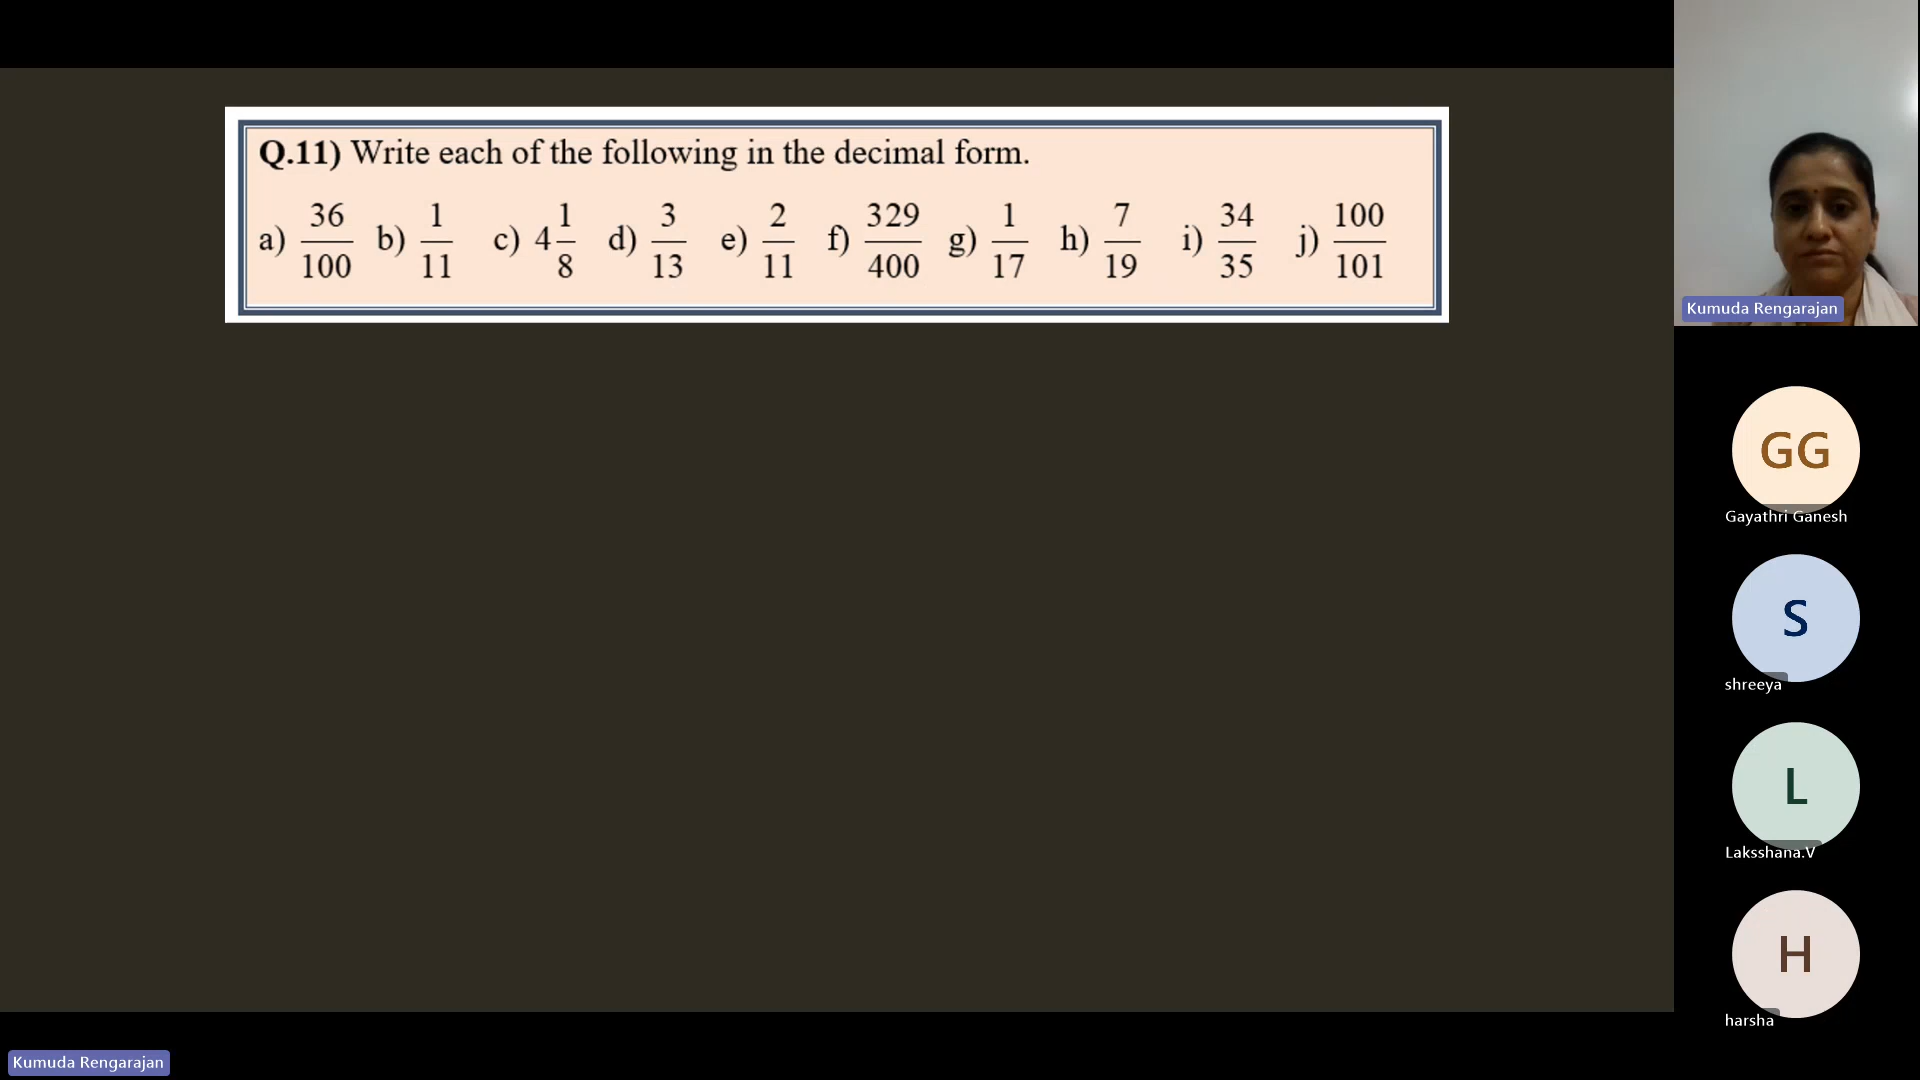 Q.11) Write each of the following in the decimal form.
a) 36/100 b) 1/11 c) 4 1/8 d) 3/13 e) 2/11 f) 329/400 g) 1/17 h) 7/19 i) 34/35 j) 100/101
Kumuda Rengarajan
GG
Gayathri Ganesh
S
shreeya
L
Laksshana.V
H
harsha
Kumuda Rengarajan